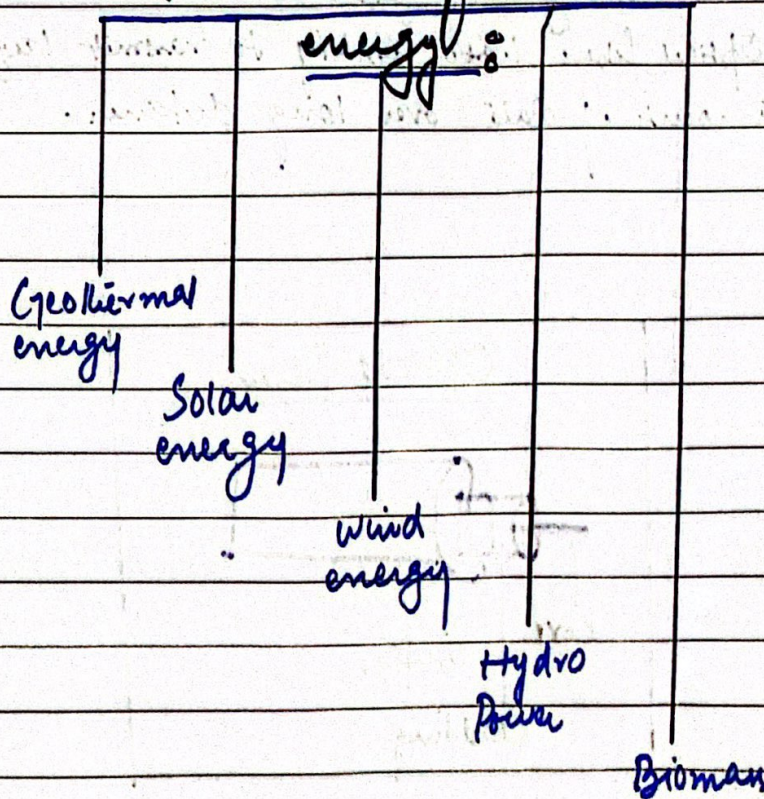 energy :
Geothermal
energy
Solar
energy
Wind
energy
Hydro
Power
Biomass